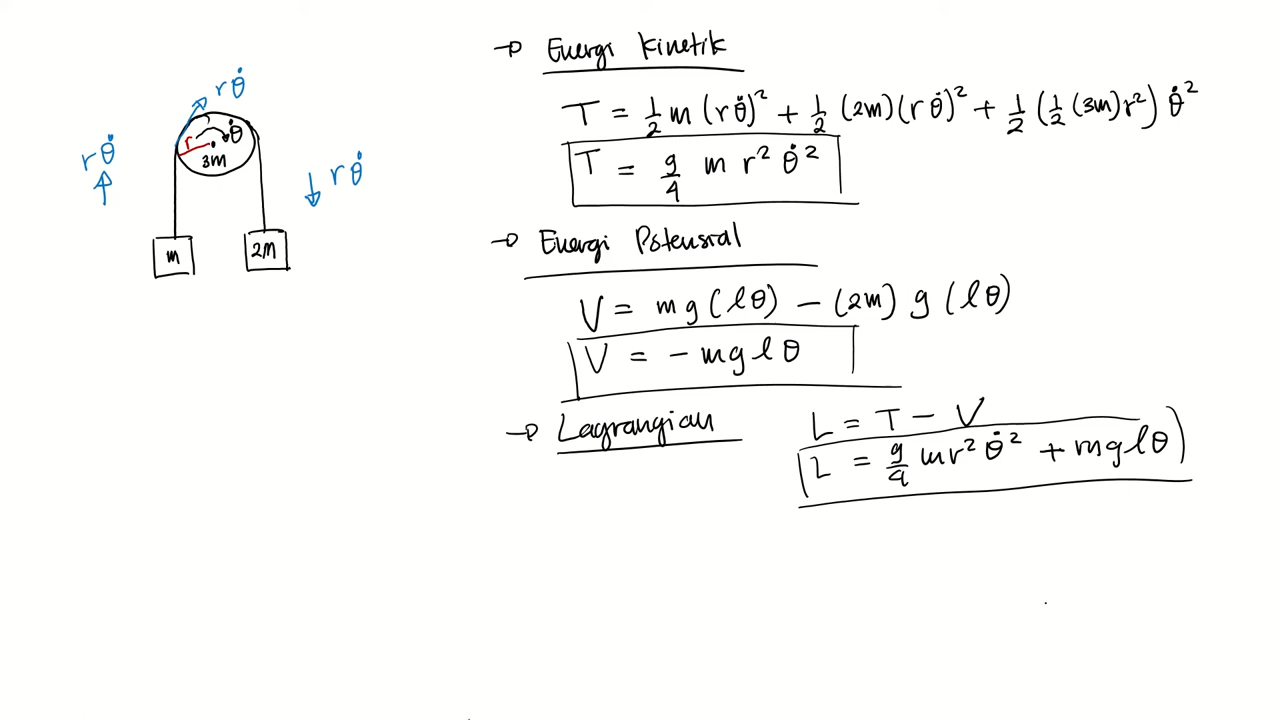 rθ̇
rθ̇
r θ̇
3m
rθ̇
m 2m
→ Energi Kinetik
T = 1/2 m (rθ̇)² + 1/2 (2m)(rθ̇)² + 1/2 (1/2 (3m)r²) θ̇²
T = 9/4 m r² θ̇²
→ Energi Potensial
V = mg(lθ) − (2m) g (lθ)
V = − mg l θ
→ Lagrangian
L = T − V
L = 9/4 mr² θ̇² + mg l θ